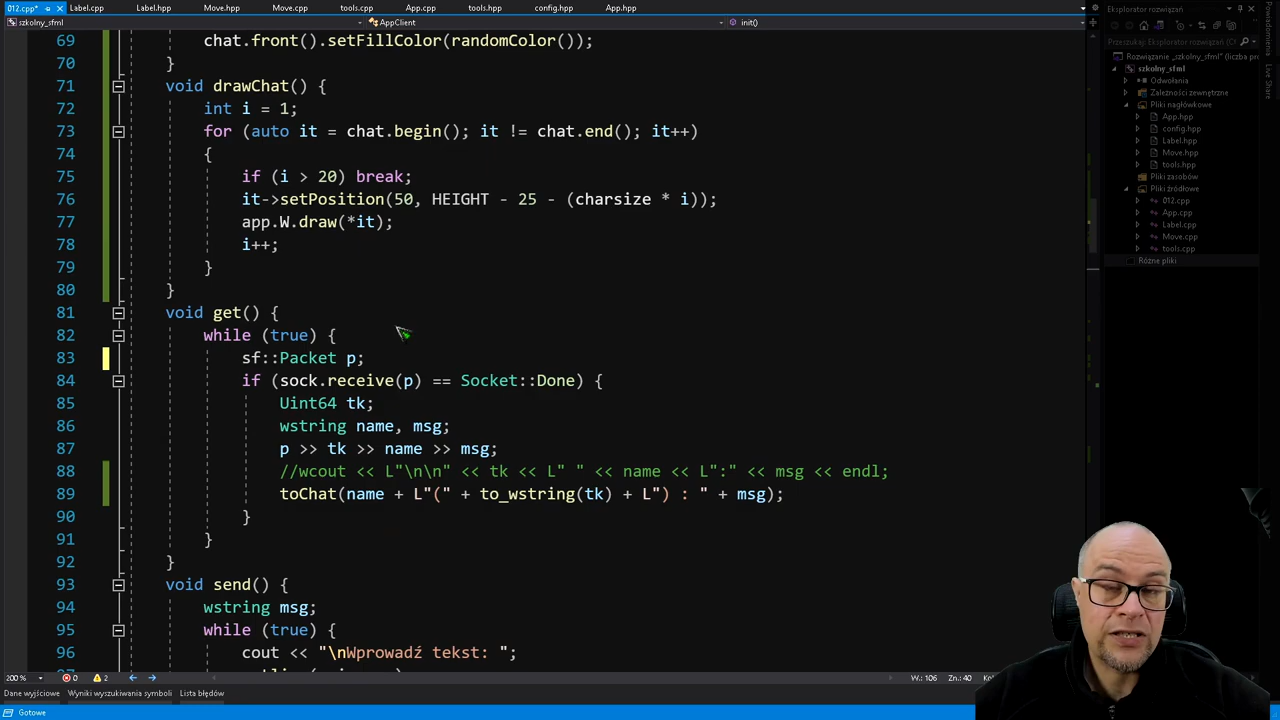 012.cpp*
Label.cpp
Label.hpp
Move.hpp
Move.cpp
tools.cpp
App.cpp
tools.hpp
config.hpp
App.hpp
szkolny_sfml
AppClient
init()
69 chat.front().setFillColor(randomColor());
70 }
71 void drawChat() {
72 int i = 1;
73 for (auto it = chat.begin(); it != chat.end(); it++)
74 {
75 if (i > 20) break;
76 it->setPosition(50, HEIGHT - 25 - (charsize * i));
77 app.W.draw(*it);
78 i++;
79 }
80 }
81 void get() {
82 while (true) {
83 sf::Packet p;
84 if (sock.receive(p) == Socket::Done) {
85 Uint64 tk;
86 wstring name, msg;
87 p >> tk >> name >> msg;
88 //wcout << L"\n\n" << tk << L" " << name << L":" << msg << endl;
89 toChat(name + L"(" + to_wstring(tk) + L") : " + msg);
90 }
91 }
92 }
93 void send() {
94 wstring msg;
95 while (true) {
96 cout << "\nWprowadź tekst: ";
200 %
0
2
W.: 106
Zn.: 40
Dane wyjściowe
Wyniki wyszukiwania symboli
Lista błędów
Gotowe
Eksplorator rozwiązań
Przeszukaj: Eksplorator rozwiązań (C
Rozwiązanie „szkolny_sfml” (liczba pro
szkolny_sfml
Odwołania
Zależności zewnętrzne
Pliki nagłówkowe
App.hpp
config.hpp
Label.hpp
Move.hpp
tools.hpp
Pliki zasobów
Pliki źródłowe
012.cpp
App.cpp
Label.cpp
Move.cpp
tools.cpp
Różne pliki
Powiadomienia
Live Share